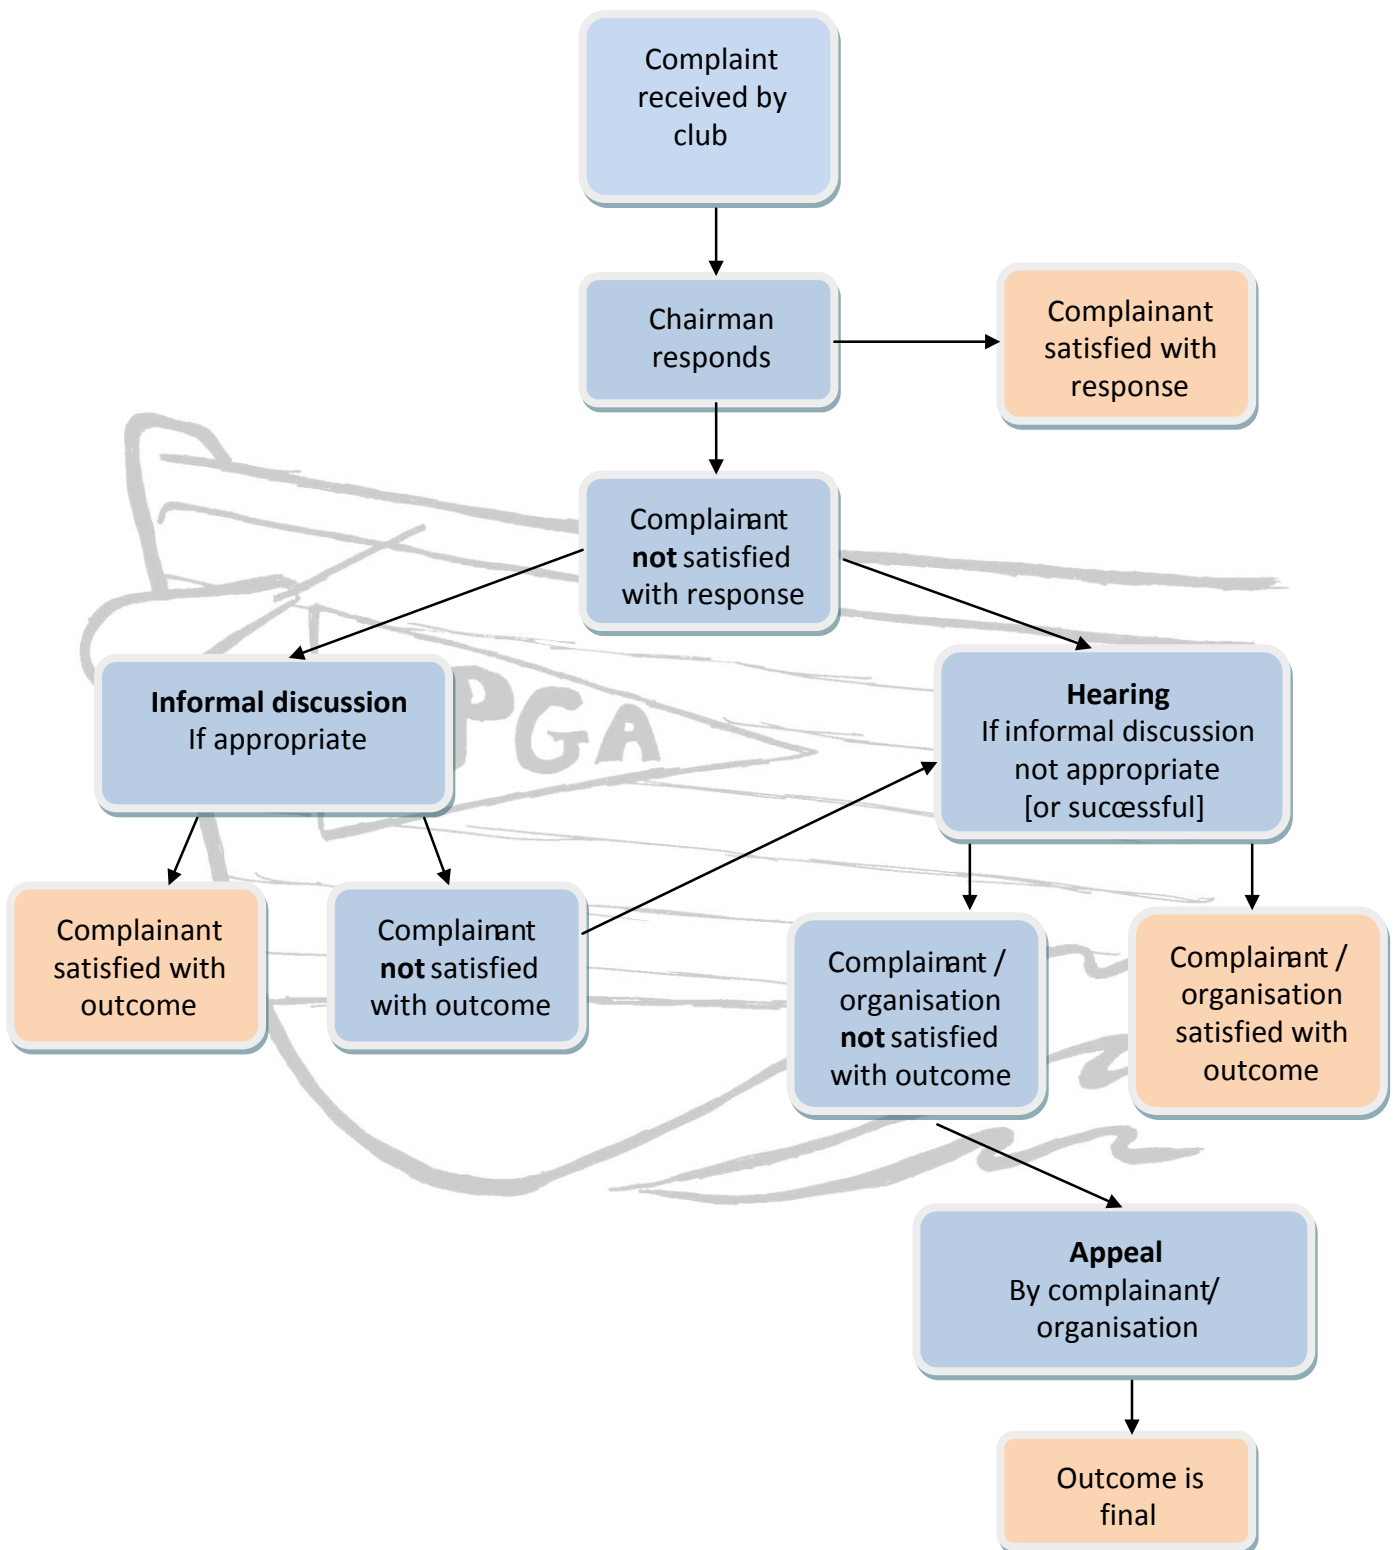 Complaint
received by
club
Chairman
responds
Complainant
satisfied with
response
Complainant
not satisfied
with response
Informal discussion
If appropriate
Hearing
If informal discussion
not appropriate
[or successful]
PGA
Complainant
satisfied with
outcome
Complainant
not satisfied
with outcome
Complainant /
organisation
not satisfied
with outcome
Complainant /
organisation
satisfied with
outcome
Appeal
By complainant/
organisation
Outcome is
final